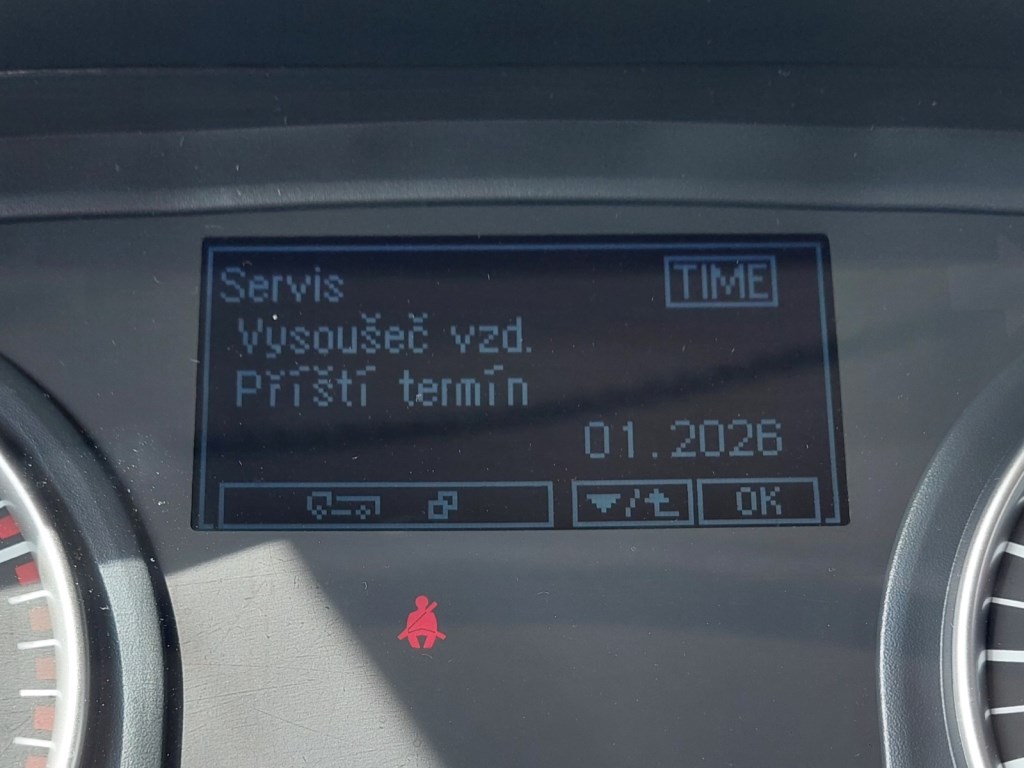 Servis TIME
Vysoušeč vzd.
Příští termín
01.2026
OK